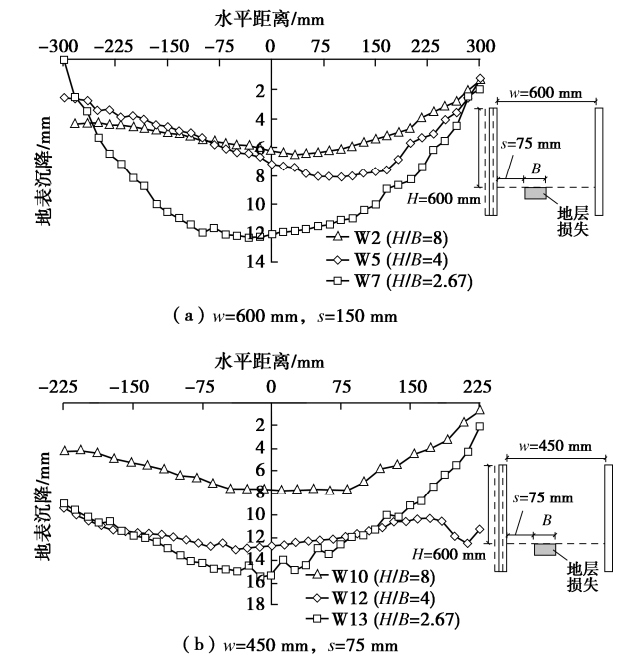 水平距离/mm
-300 -225 -150 -75 0 75 150 225 300
地表沉降/mm
2
4
6
8
10
12
14
W2 (H/B=8)
W5 (H/B=4)
W7 (H/B=2.67)
w=600 mm
s=75 mm
B
H=600 mm
地层
损失
(a) w=600 mm, s=150 mm
水平距离/mm
-225 -150 -75 0 75 150 225
地表沉降/mm
2
4
6
8
10
12
14
16
18
W10 (H/B=8)
W12 (H/B=4)
W13 (H/B=2.67)
w=450 mm
s=75 mm
B
H=600 mm
地层
损失
(b) w=450 mm, s=75 mm